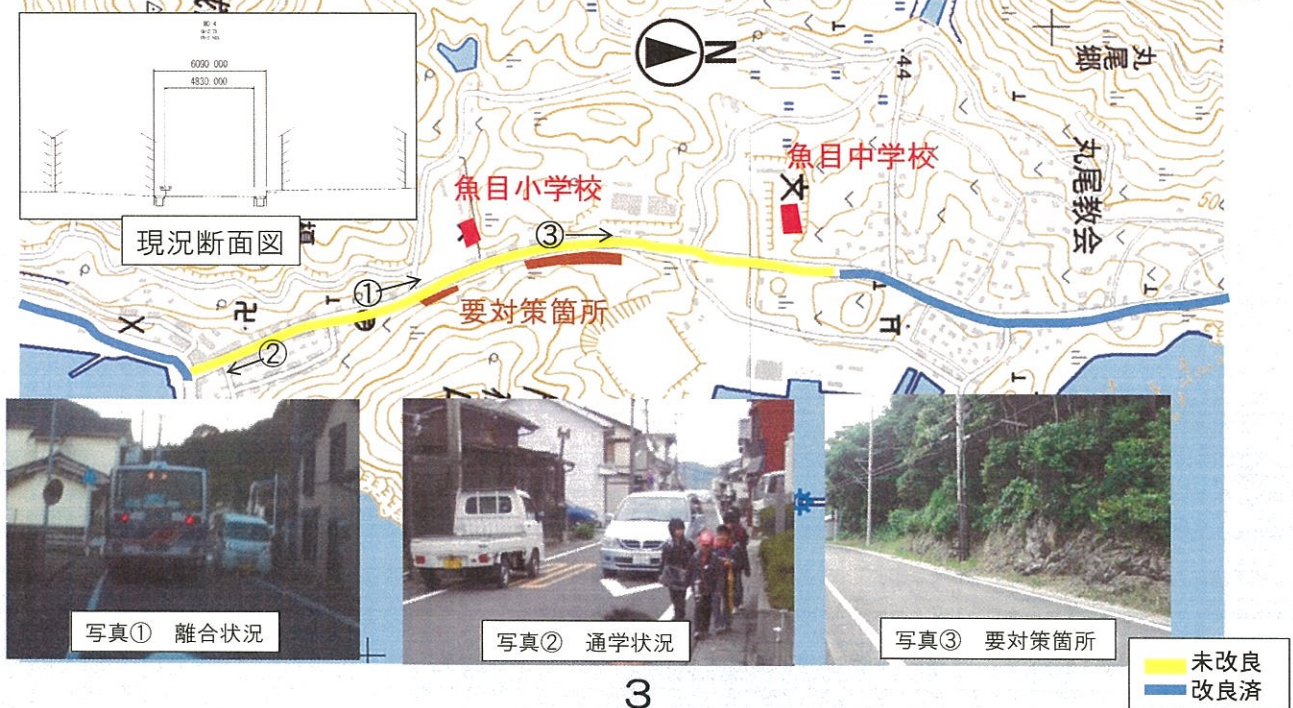 6090.000
4830.000
現況断面図
N
魚目小学校
魚目中学校
文
丸尾郷
丸尾教会
・44
①
②
③
要対策箇所
写真① 離合状況
写真② 通学状況
写真③ 要対策箇所
未改良
改良済
3